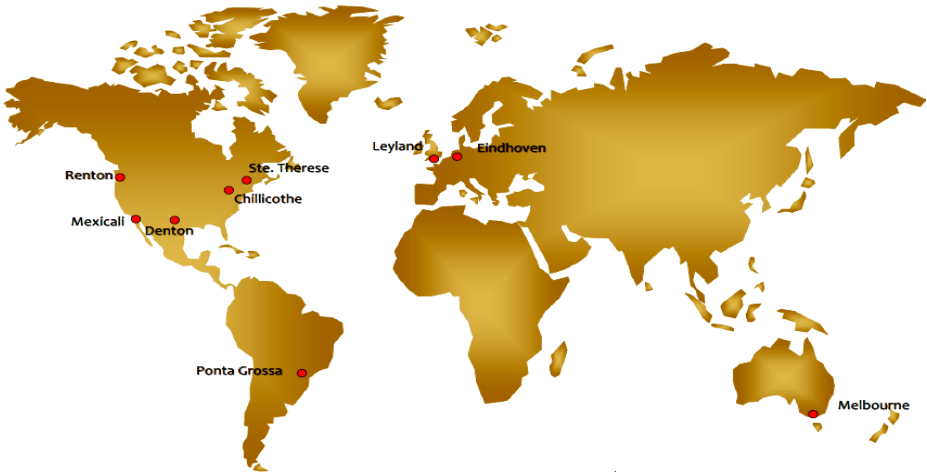 Leyland
Eindhoven
Ste. Therese
Renton
Chillicothe
Mexicali
Denton
Ponta Grossa
Melbourne